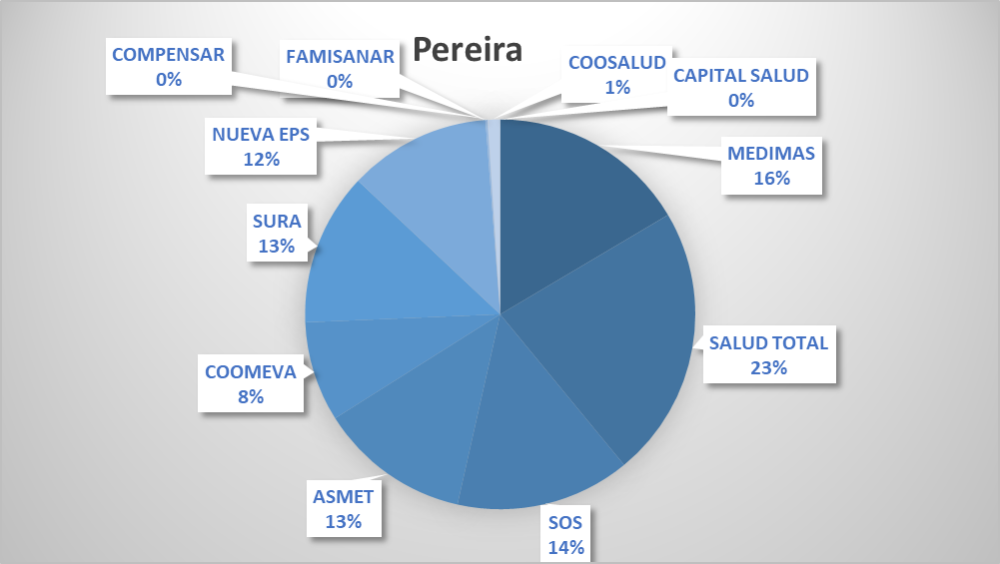 Pereira
COMPENSAR
0%
FAMISANAR
0%
COOSALUD
1%
CAPITAL SALUD
0%
NUEVA EPS
12%
MEDIMAS
16%
SURA
13%
SALUD TOTAL
23%
COOMEVA
8%
ASMET
13%
SOS
14%